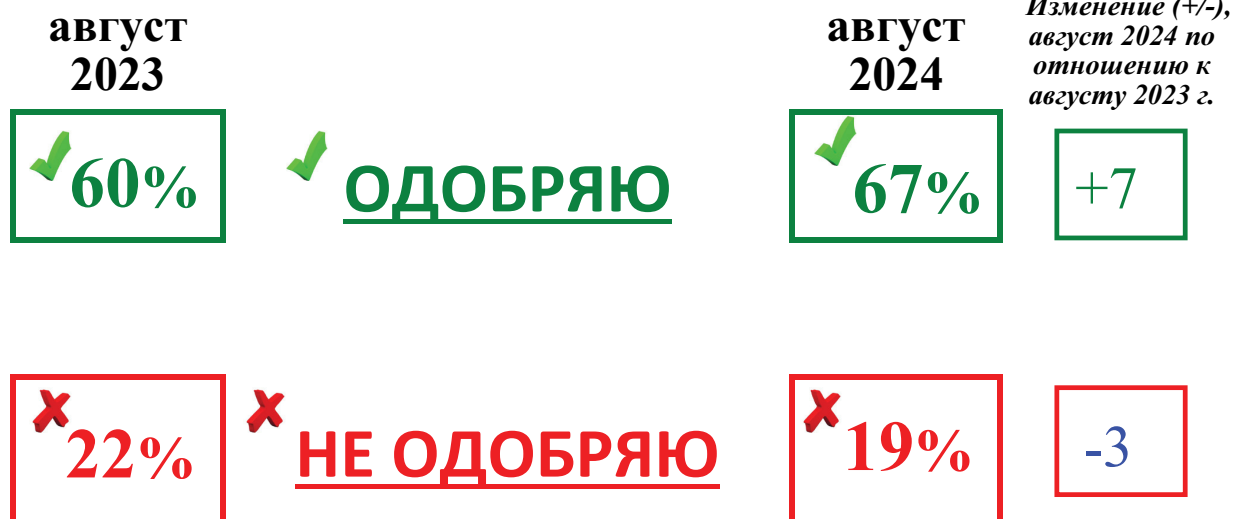 август
2023
август
2024
Изменение (+/-),
август 2024 по
отношению к
августу 2023 г.
60%
ОДОБРЯЮ
67%
+7
22%
НЕ ОДОБРЯЮ
19%
-3